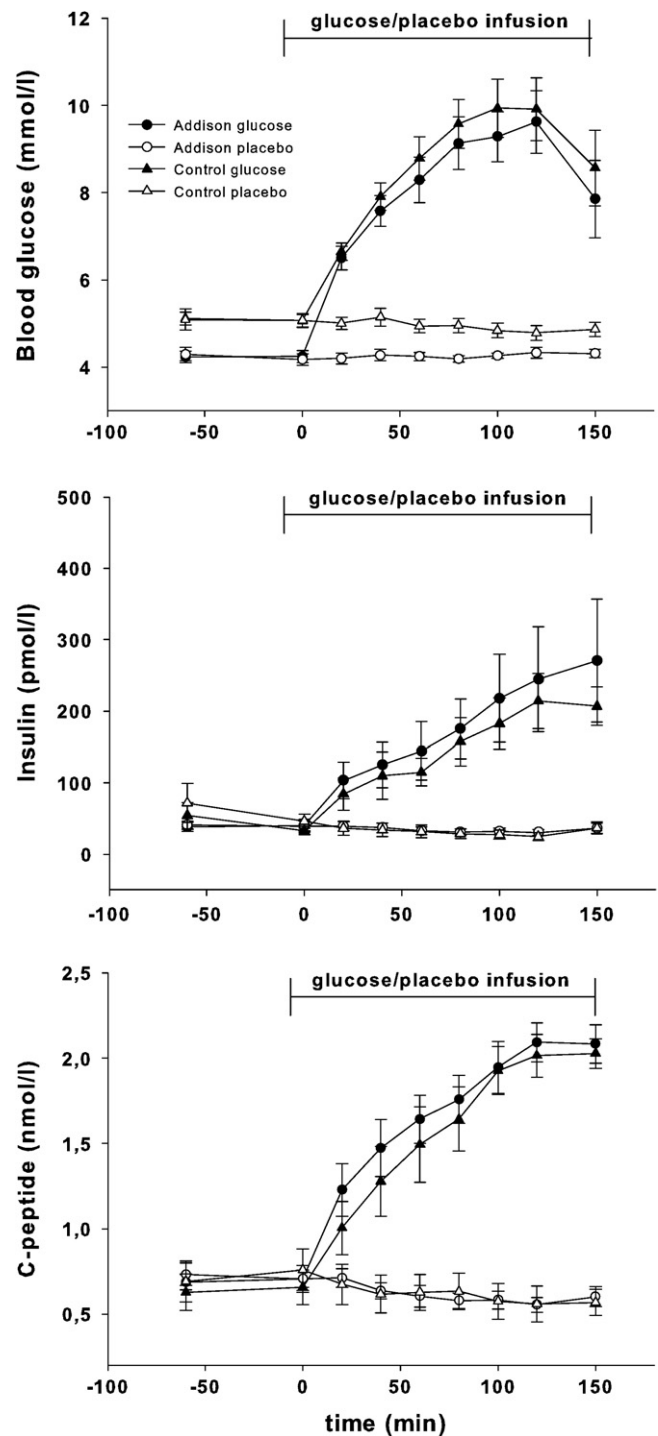 glucose/placebo infusion
12
10
8
6
4
Blood glucose (mmol/l)
Addison glucose
Addison placebo
Control glucose
Control placebo
-100 -50 0 50 100 150
glucose/placebo infusion
500
400
300
200
100
0
Insulin (pmol/l)
-100 -50 0 50 100 150
glucose/placebo infusion
2,5
2,0
1,5
1,0
0,5
C-peptide (nmol/l)
-100 -50 0 50 100 150
time (min)